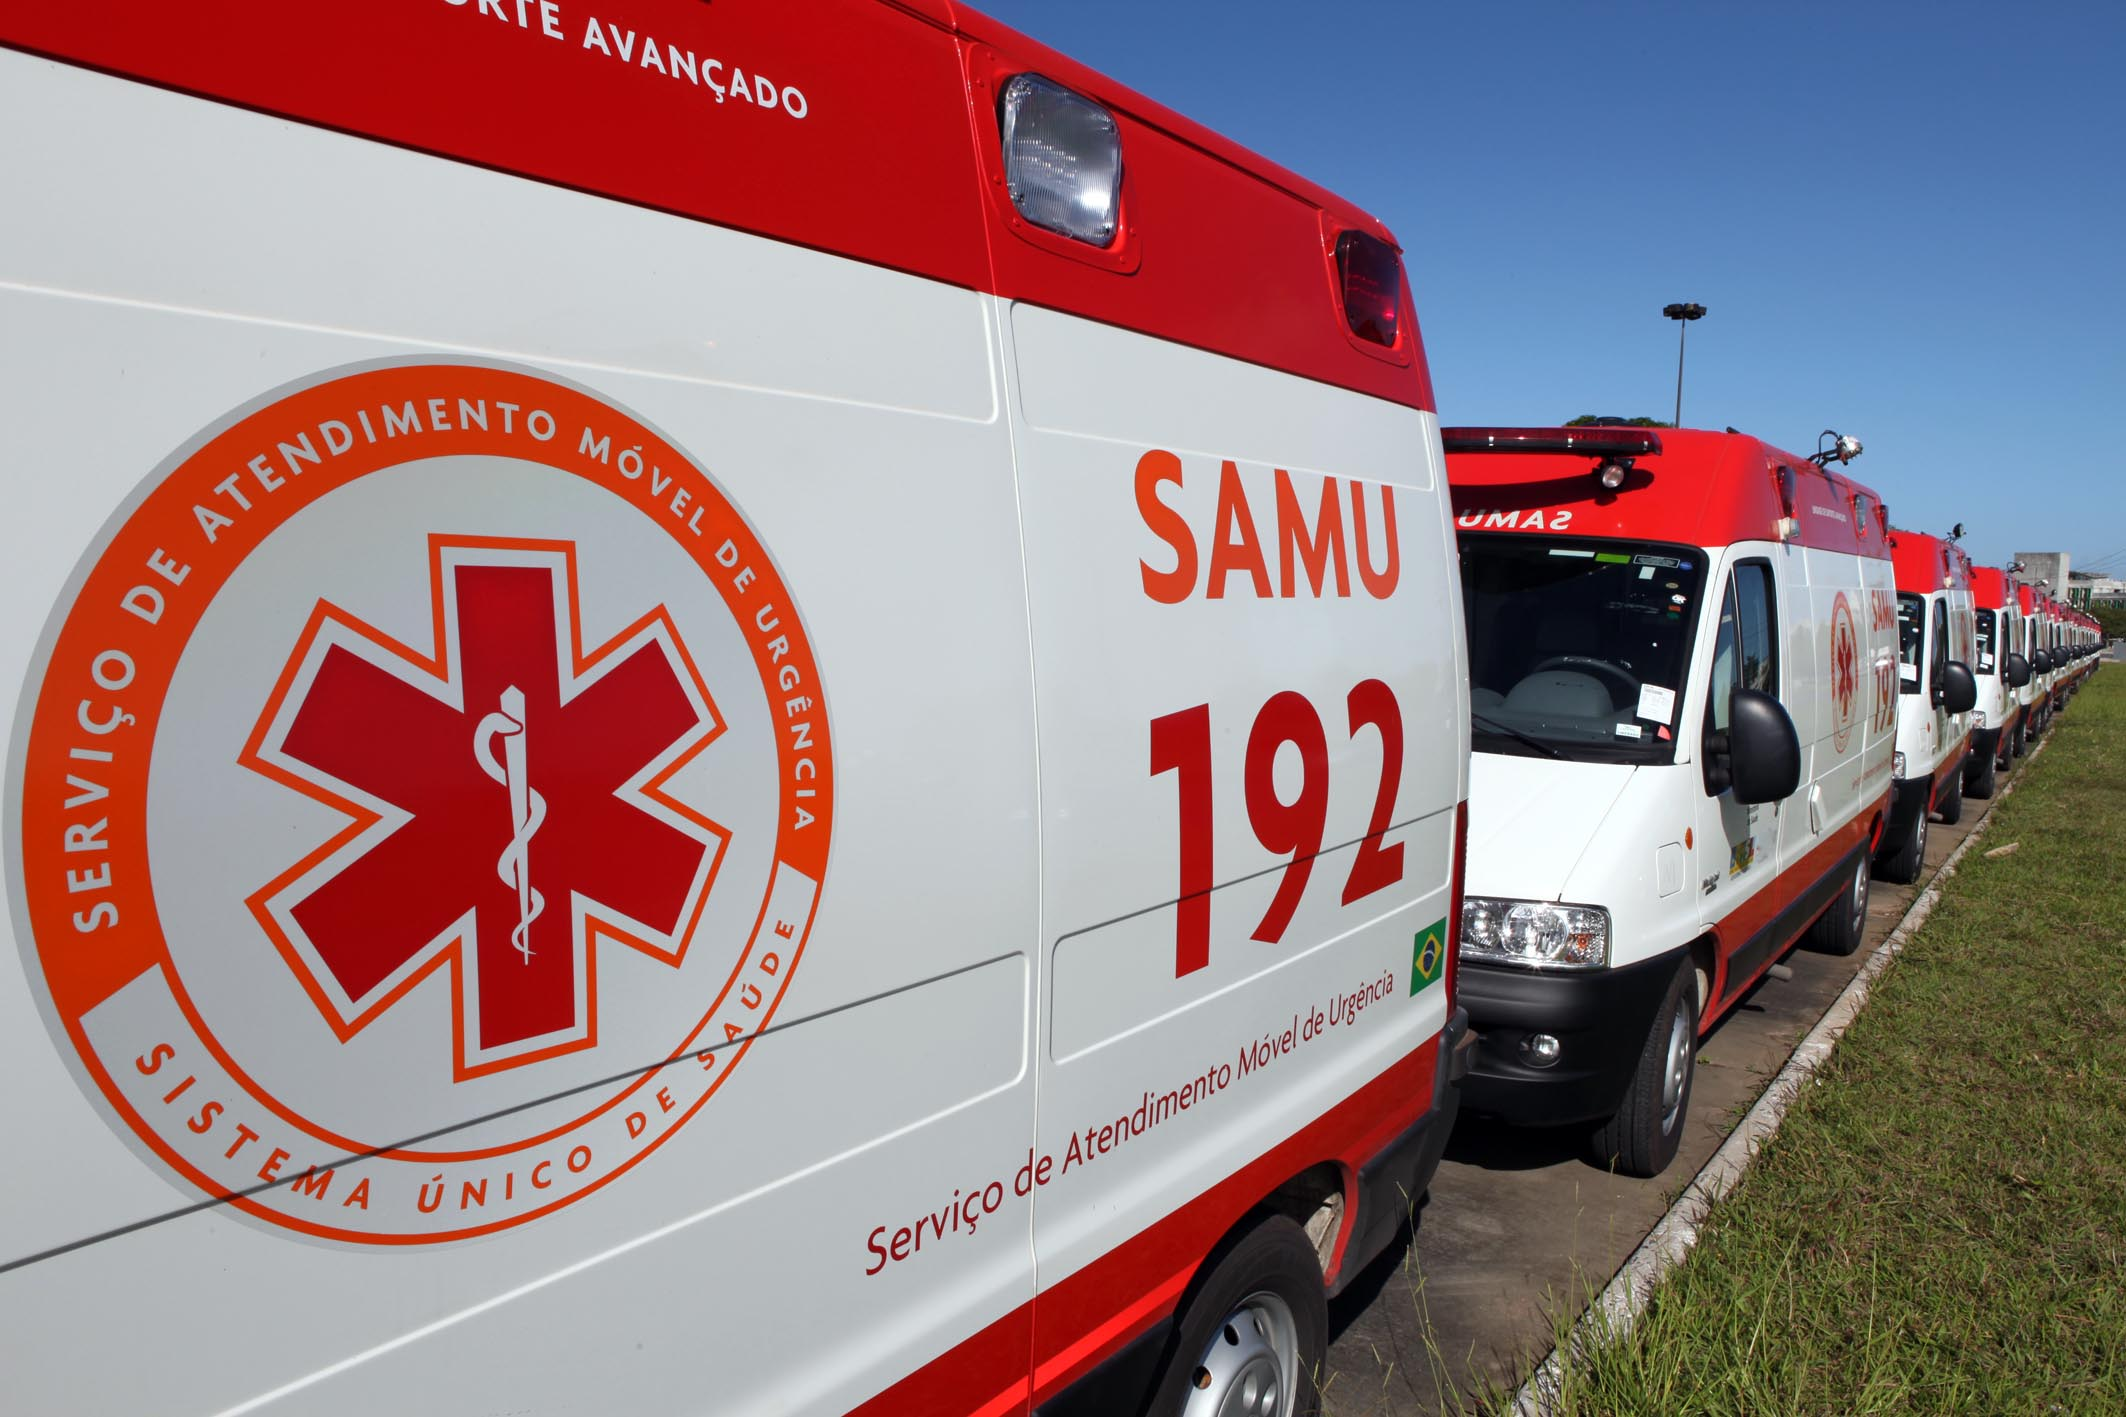 ORTE AVANÇADO
SERVIÇO DE ATENDIMENTO MÓVEL DE URGÊNCIA
SISTEMA ÚNICO DE SAÚDE
SAMU
192
Serviço de Atendimento Móvel de Urgência
SAMU
SAMU
192